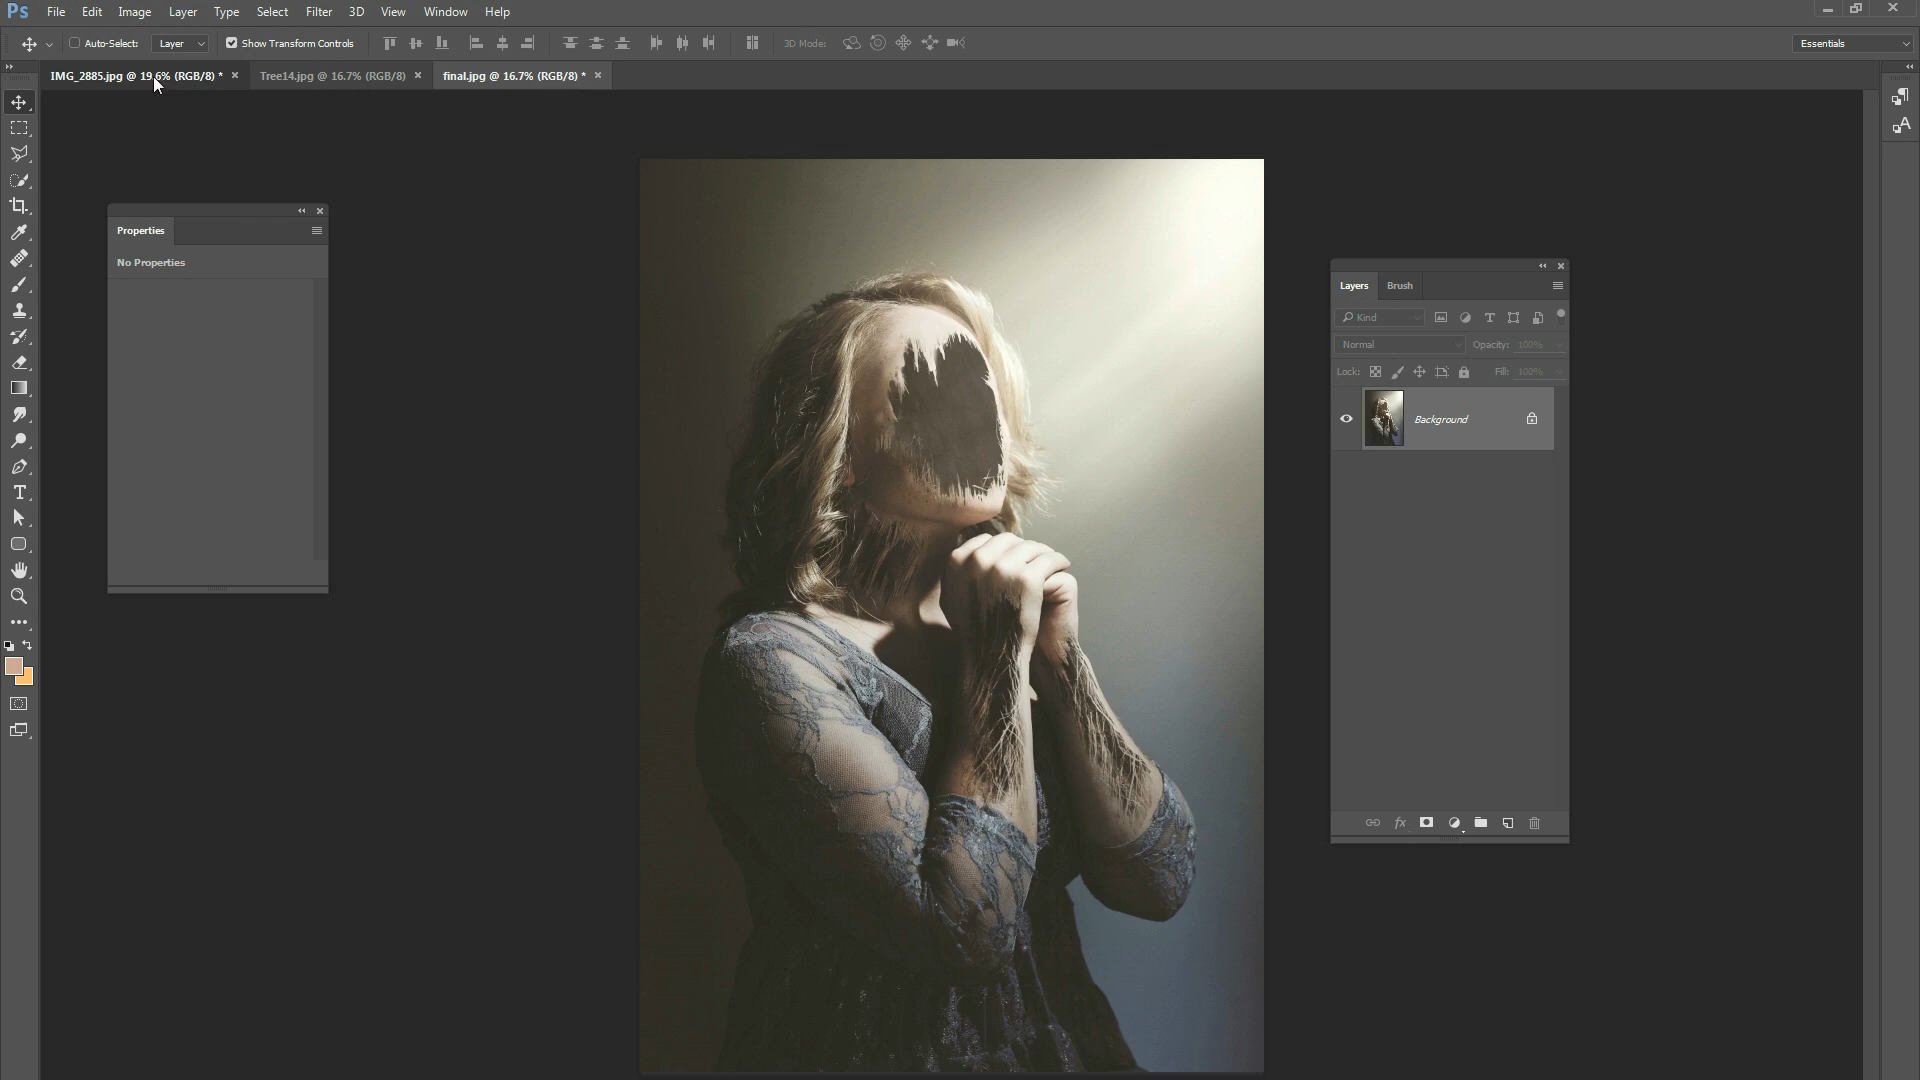 Ps File Edit Image Layer Type Select Filter 3D View Window Help
Auto-Select: Layer Show Transform Controls 3D Mode: Essentials
IMG_2885.jpg @ 19.6% (RGB/8) * Tree14.jpg @ 16.7% (RGB/8) final.jpg @ 16.7% (RGB/8) *
Properties
No Properties
Layers Brush
Kind
Normal Opacity: 100%
Lock: Fill: 100%
Background
fx